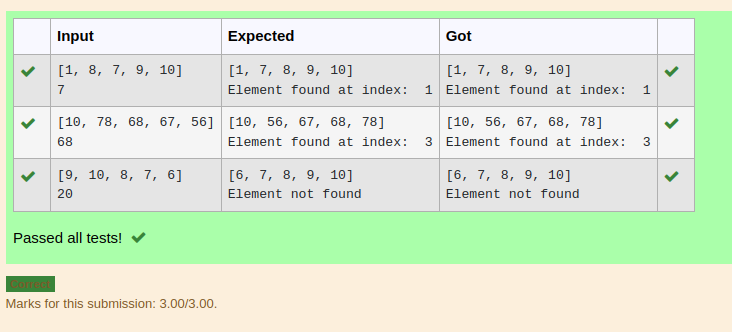 Input Expected Got
[1, 8, 7, 9, 10] [1, 7, 8, 9, 10] [1, 7, 8, 9, 10]
7 Element found at index:  1 Element found at index:  1
[10, 78, 68, 67, 56] [10, 56, 67, 68, 78] [10, 56, 67, 68, 78]
68 Element found at index:  3 Element found at index:  3
[9, 10, 8, 7, 6] [6, 7, 8, 9, 10] [6, 7, 8, 9, 10]
20 Element not found Element not found
Passed all tests!
Correct
Marks for this submission: 3.00/3.00.